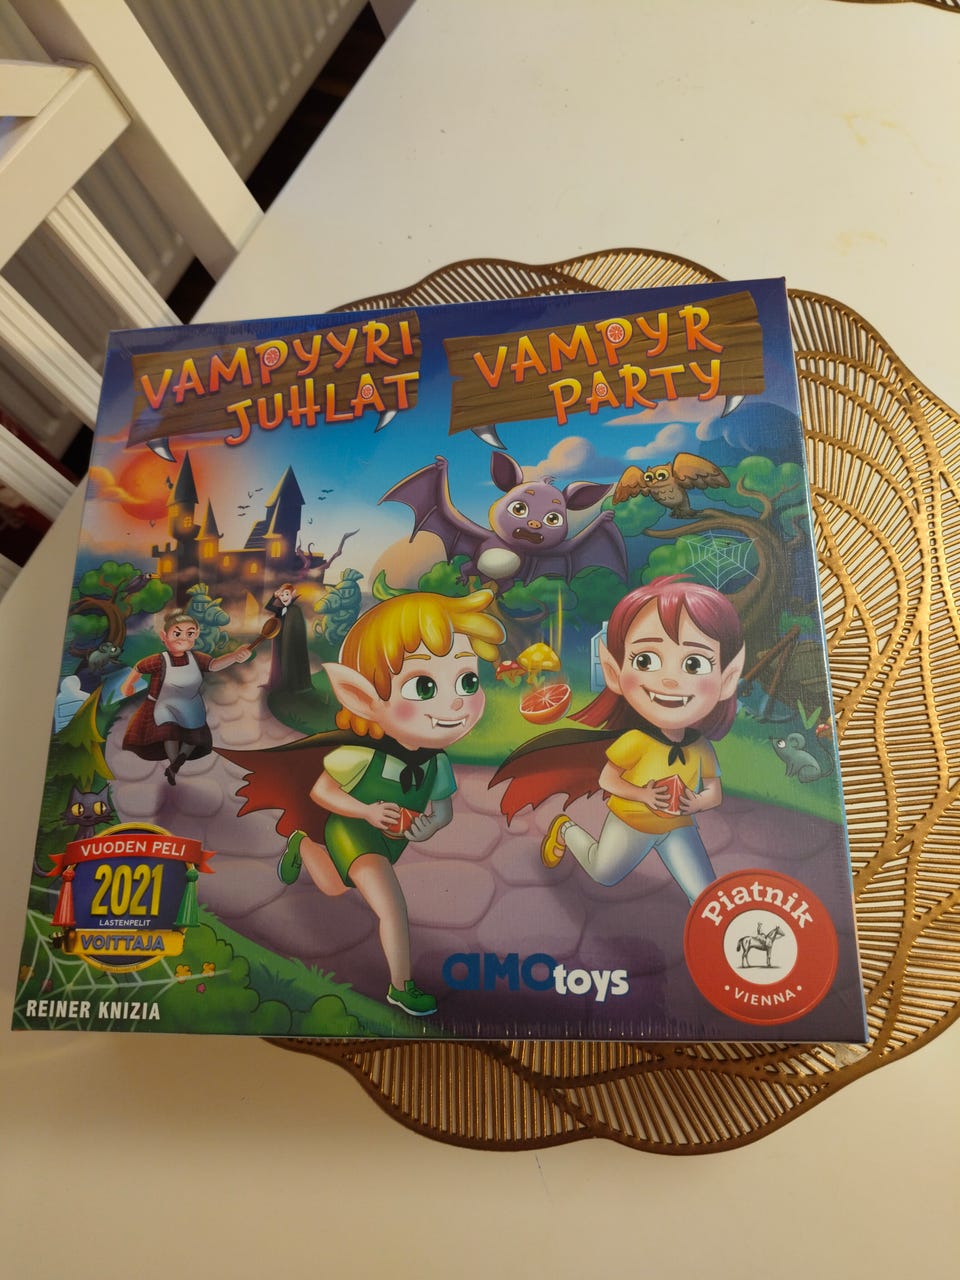 VAMPYYRI
JUHLAT
VAMPYR
PARTY
VUODEN PELI
2021
LASTENPELIT
VOITTAJA
REINER KNIZIA
AMOtoys
Piatnik
• VIENNA •